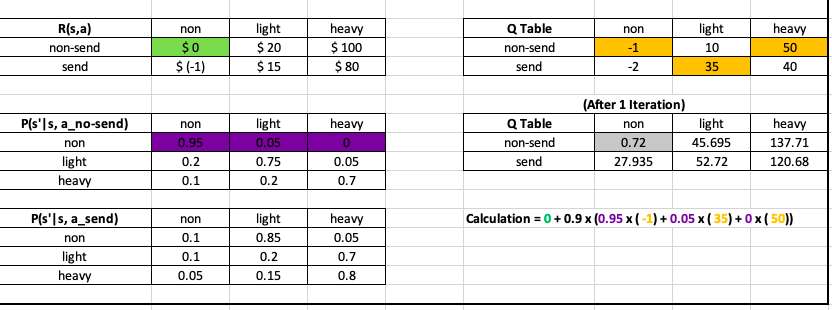 R(s,a) non light heavy Q Table non light heavy
non-send $ 0 $ 20 $ 100 non-send -1 10 50
send $ (-1) $ 15 $ 80 send -2 35 40
(After 1 Iteration)
P(s'|s, a_no-send) non light heavy Q Table non light heavy
non 0.95 0.05 0 non-send 0.72 45.695 137.71
light 0.2 0.75 0.05 send 27.935 52.72 120.68
heavy 0.1 0.2 0.7
P(s'|s, a_send) non light heavy Calculation = 0 + 0.9 x (0.95 x ( -1) + 0.05 x ( 35) + 0 x ( 50))
non 0.1 0.85 0.05
light 0.1 0.2 0.7
heavy 0.05 0.15 0.8